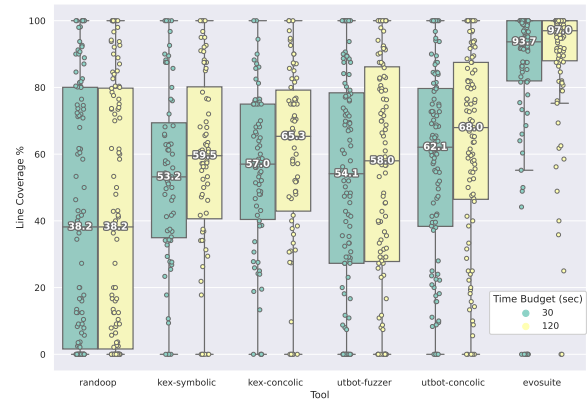 100
80
60
40
20
0
Line Coverage %
38.2
38.2
53.2
59.5
57.0
65.3
54.1
58.0
62.1
68.0
93.7
97.0
Time Budget (sec)
30
120
randoop
kex-symbolic
kex-concolic
utbot-fuzzer
utbot-concolic
evosuite
Tool